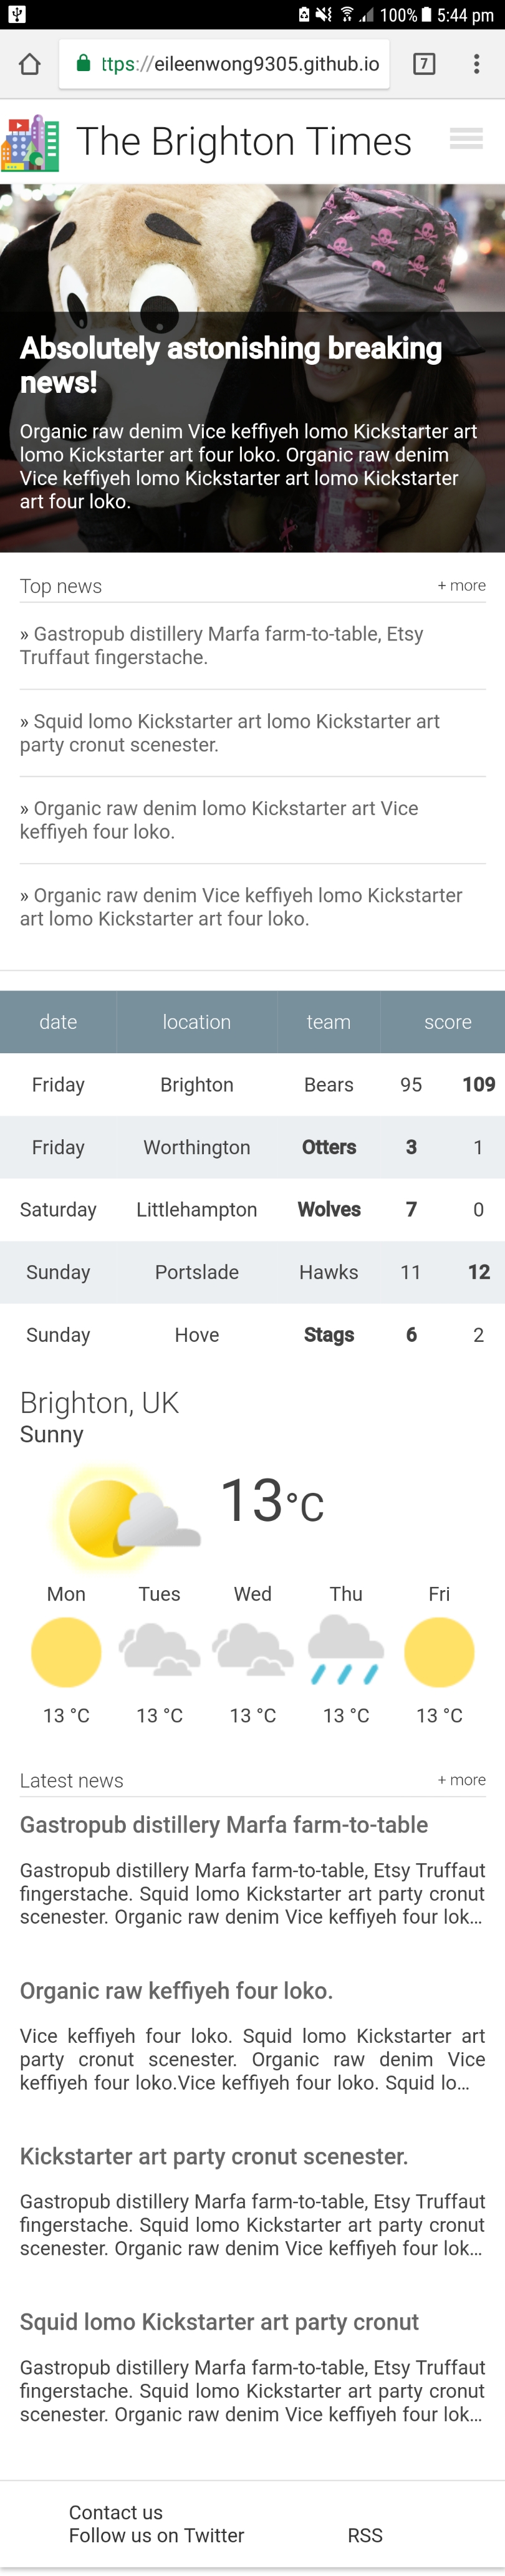 100% 5:44 pm
ttps://eileenwong9305.github.io 7
The Brighton Times
Absolutely astonishing breaking
news!
Organic raw denim Vice keffiyeh lomo Kickstarter art
lomo Kickstarter art four loko. Organic raw denim
Vice keffiyeh lomo Kickstarter art lomo Kickstarter
art four loko.
Top news + more
» Gastropub distillery Marfa farm-to-table, Etsy
Truffaut fingerstache.
» Squid lomo Kickstarter art lomo Kickstarter art
party cronut scenester.
» Organic raw denim lomo Kickstarter art Vice
keffiyeh four loko.
» Organic raw denim Vice keffiyeh lomo Kickstarter
art lomo Kickstarter art four loko.
date location team score
Friday Brighton Bears 95 109
Friday Worthington Otters 3 1
Saturday Littlehampton Wolves 7 0
Sunday Portslade Hawks 11 12
Sunday Hove Stags 6 2
Brighton, UK
Sunny
13°C
Mon Tues Wed Thu Fri
13 °C 13 °C 13 °C 13 °C 13 °C
Latest news + more
Gastropub distillery Marfa farm-to-table
Gastropub distillery Marfa farm-to-table, Etsy Truffaut
fingerstache. Squid lomo Kickstarter art party cronut
scenester. Organic raw denim Vice keffiyeh four lok...
Organic raw keffiyeh four loko.
Vice keffiyeh four loko. Squid lomo Kickstarter art
party cronut scenester. Organic raw denim Vice
keffiyeh four loko.Vice keffiyeh four loko. Squid lo...
Kickstarter art party cronut scenester.
Gastropub distillery Marfa farm-to-table, Etsy Truffaut
fingerstache. Squid lomo Kickstarter art party cronut
scenester. Organic raw denim Vice keffiyeh four lok...
Squid lomo Kickstarter art party cronut
Gastropub distillery Marfa farm-to-table, Etsy Truffaut
fingerstache. Squid lomo Kickstarter art party cronut
scenester. Organic raw denim Vice keffiyeh four lok...
Contact us
Follow us on Twitter RSS